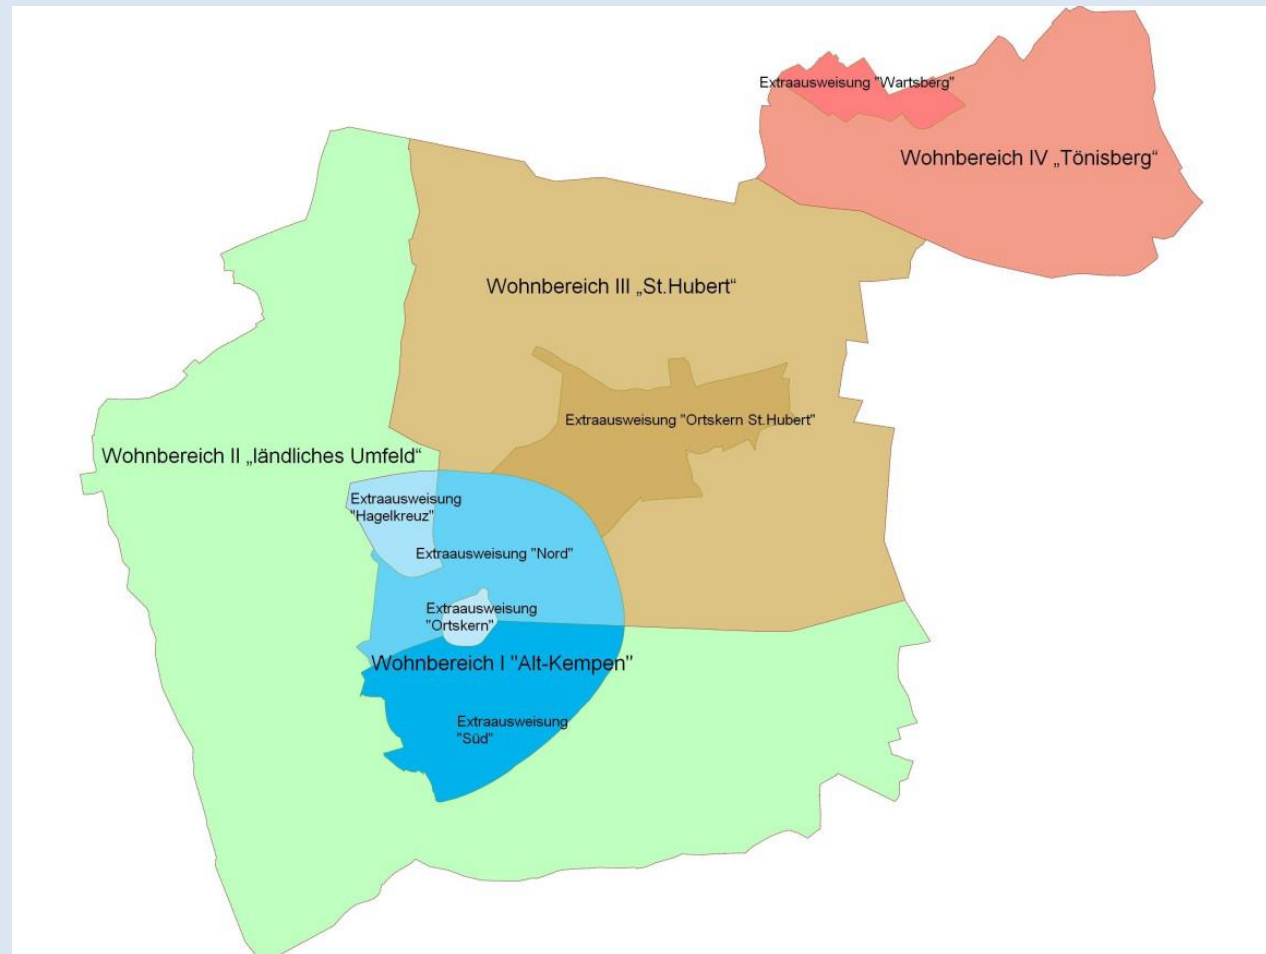 Extraausweisung "Wartsberg"
Wohnbereich IV „Tönisberg“
Wohnbereich III „St.Hubert“
Extraausweisung "Ortskern St.Hubert"
Wohnbereich II „ländliches Umfeld“
Extraausweisung
"Hagelkreuz"
Extraausweisung "Nord"
Extraausweisung
"Ortskern"
Wohnbereich I "Alt-Kempen"
Extraausweisung
"Süd"